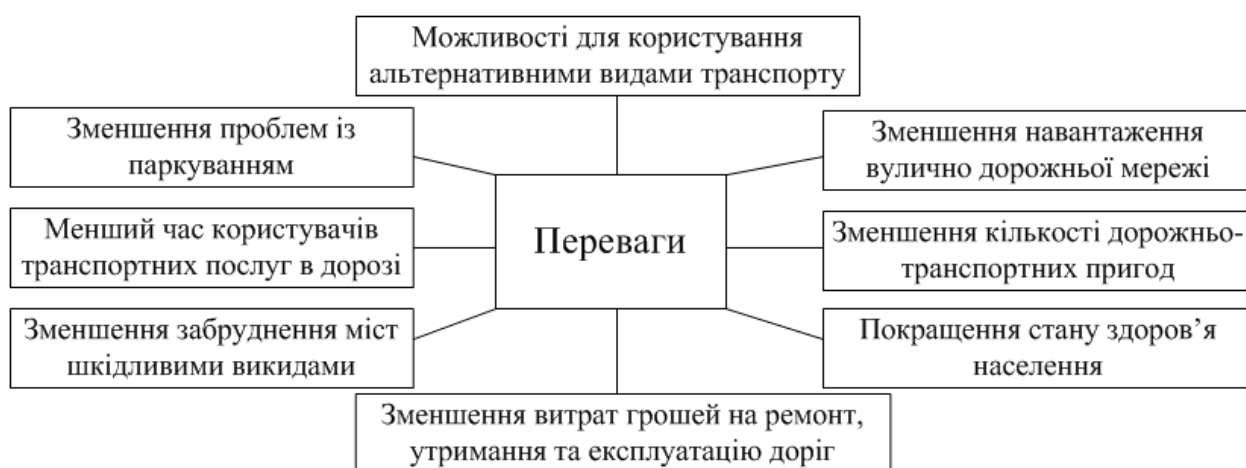 Можливості для користування
альтернативними видами транспорту
Зменшення проблем із
паркуванням
Зменшення навантаження
вулично дорожньої мережі
Менший час користувачів
транспортних послуг в дорозі
Переваги
Зменшення кількості дорожньо-
транспортних пригод
Зменшення забруднення міст
шкідливими викидами
Покращення стану здоров’я
населення
Зменшення витрат грошей на ремонт,
утримання та експлуатацію доріг